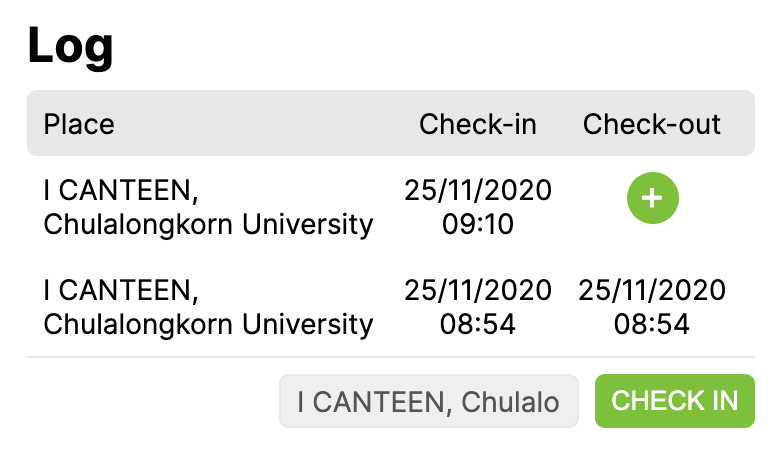 Log
Place Check-in Check-out
I CANTEEN, 25/11/2020 +
Chulalongkorn University 09:10
I CANTEEN, 25/11/2020 25/11/2020
Chulalongkorn University 08:54 08:54
I CANTEEN, Chulalo CHECK IN